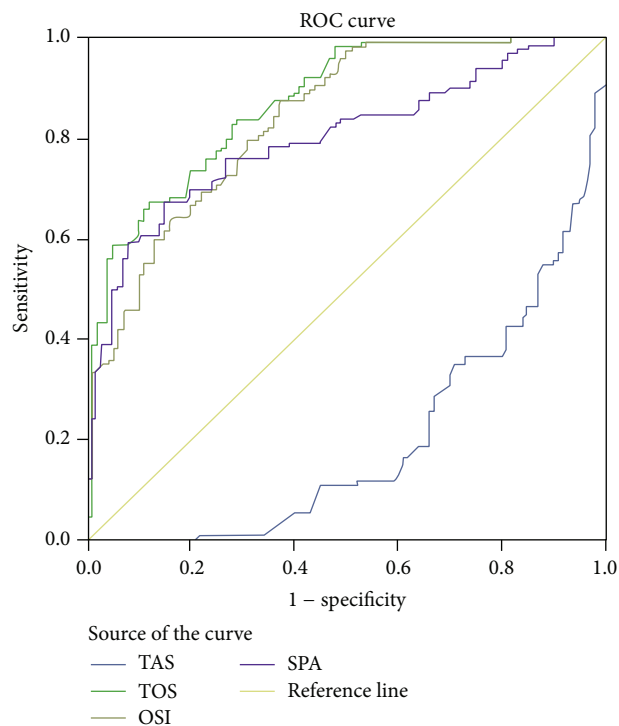 ROC curve
1.0
0.8
0.6
0.4
0.2
0.0
Sensitivity
0.0 0.2 0.4 0.6 0.8 1.0
1 − specificity
Source of the curve
TAS
TOS
OSI
SPA
Reference line